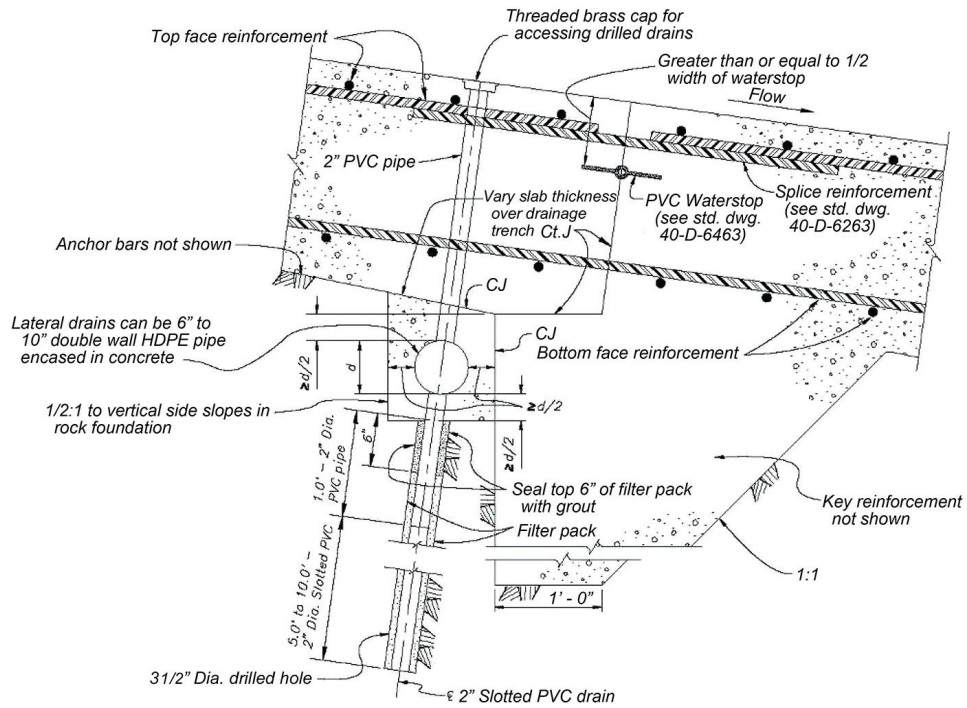 Threaded brass cap for
accessing drilled drains
Top face reinforcement
Greater than or equal to 1/2
width of waterstop
Flow
2” PVC pipe
Vary slab thickness
over drainage
trench
Ct.J
PVC Waterstop
(see std. dwg.
40-D-6463)
Splice reinforcement
(see std. dwg.
40-D-6263)
Anchor bars not shown
CJ
Lateral drains can be 6” to
10” double wall HDPE pipe
encased in concrete
≥d/2
d
CJ
Bottom face reinforcement
1/2:1 to vertical side slopes in
rock foundation
≥d/2
≥d/2
6”
1.0' - 2” Dia.
PVC pipe
Seal top 6” of filter pack
with grout
Filter pack
Key reinforcement
not shown
1:1
5.0' to 10.0' -
2” Dia. Slotted PVC
1' - 0”
31/2” Dia. drilled hole
℄ 2” Slotted PVC drain